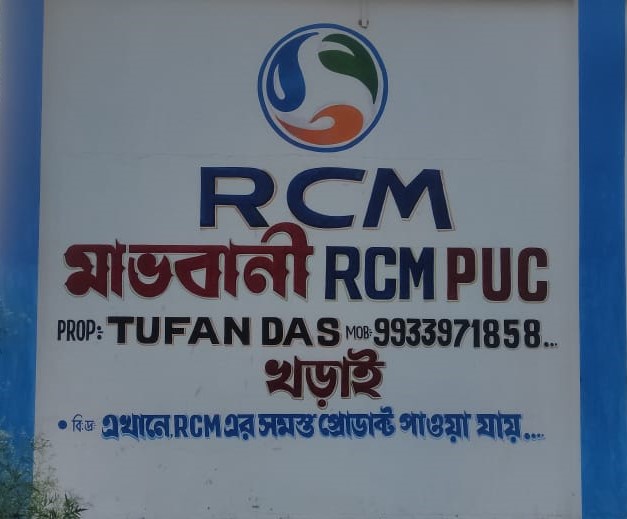 RCM
মাভবানী RCM PUC
PROP:- TUFAN DAS MOB:- 9933971858...
খড়াই
• বি:দ্র: এখানে RCM এর সমস্ত প্রোডাক্ট পাওয়া যায়....